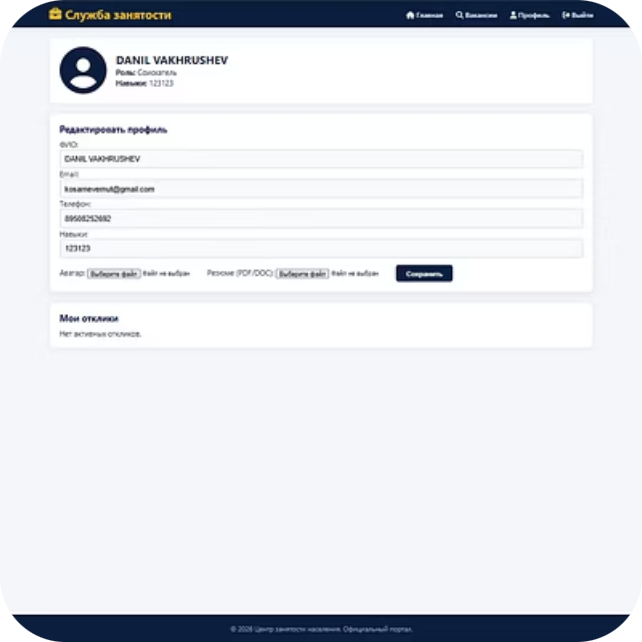 Служба занятости
Главная Вакансии Профиль Выйти
DANIL VAKHRUSHEV
Роль: Соискатель
Навыки: 123123
Редактировать профиль
ФИО:
DANIL VAKHRUSHEV
Email:
kosamevemut@gmail.com
Телефон:
89508252692
Навыки:
123123
Аватар: Выберите файл Файл не выбран Резюме (PDF/DOC): Выберите файл Файл не выбран Сохранить
Мои отклики
Нет активных откликов.
© 2026 Центр занятости населения. Официальный портал.